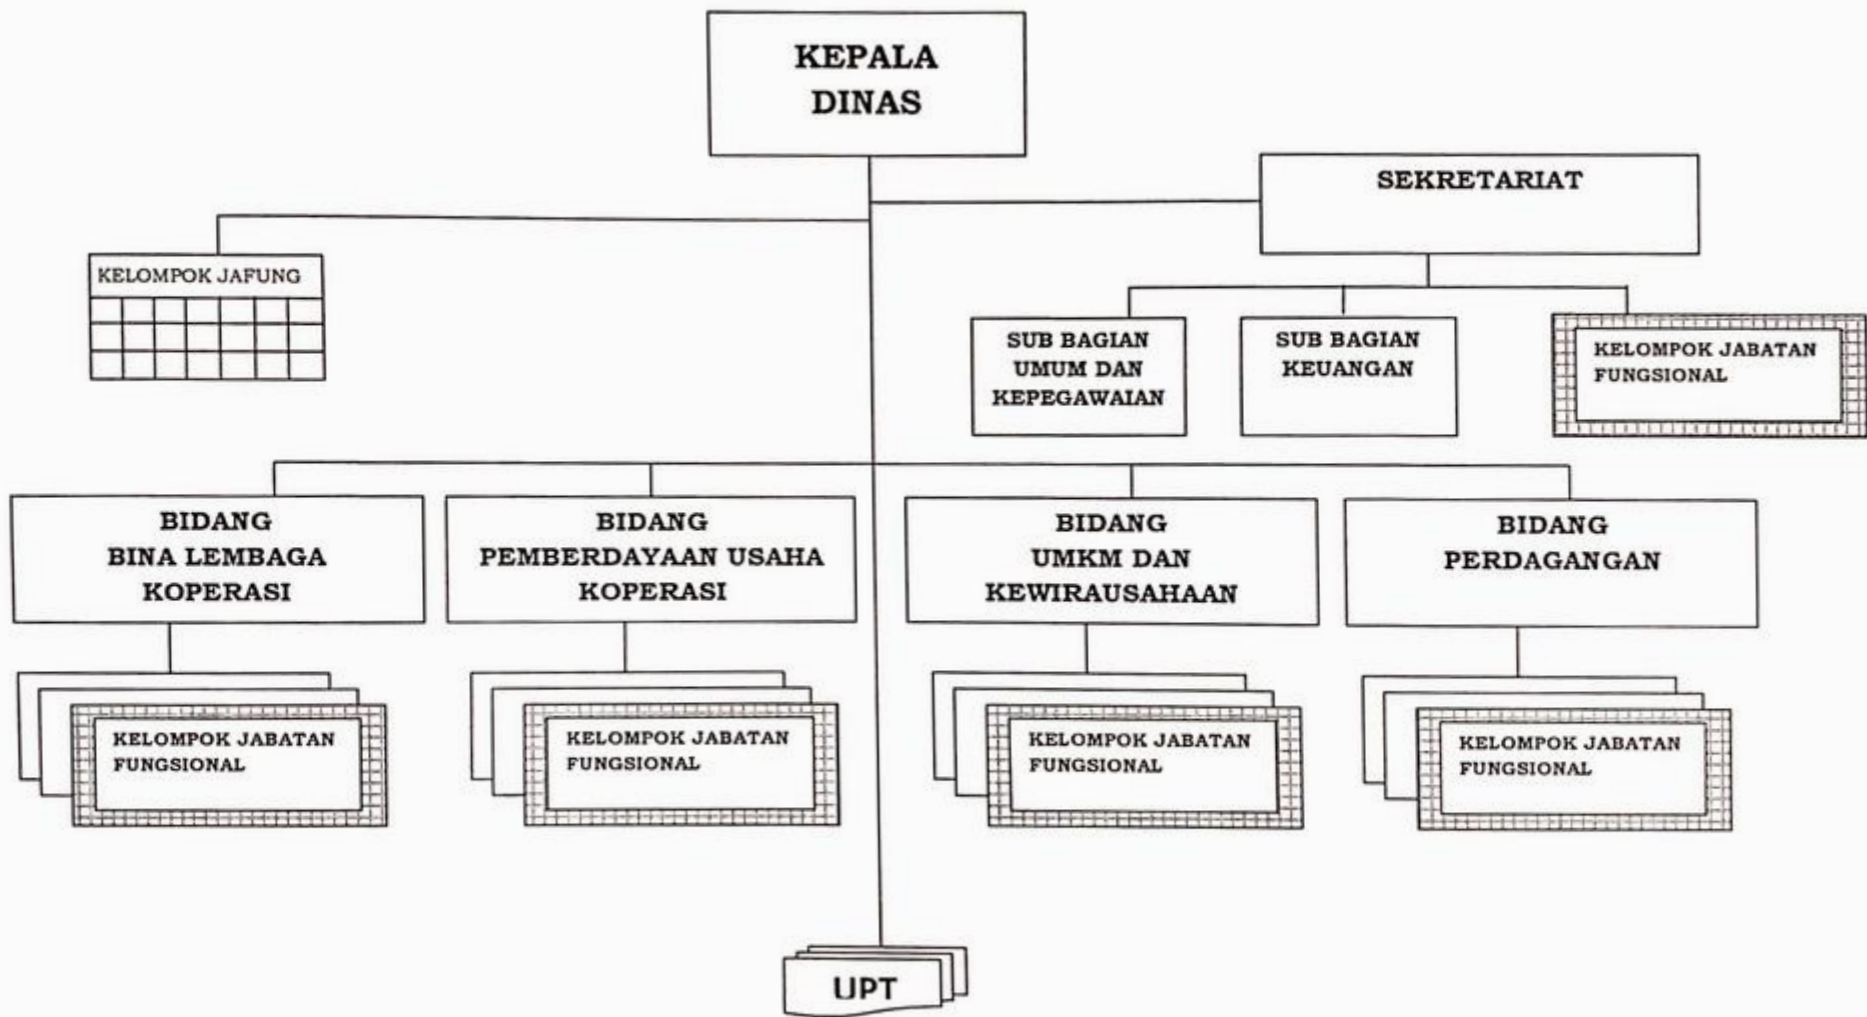 KEPALA
DINAS
SEKRETARIAT
KELOMPOK JAFUNG
SUB BAGIAN
UMUM DAN
KEPEGAWAIAN
SUB BAGIAN
KEUANGAN
KELOMPOK JABATAN
FUNGSIONAL
BIDANG
BINA LEMBAGA
KOPERASI
BIDANG
PEMBERDAYAAN USAHA
KOPERASI
BIDANG
UMKM DAN
KEWIRAUSAHAAN
BIDANG
PERDAGANGAN
KELOMPOK JABATAN
FUNGSIONAL
KELOMPOK JABATAN
FUNGSIONAL
KELOMPOK JABATAN
FUNGSIONAL
KELOMPOK JABATAN
FUNGSIONAL
UPT